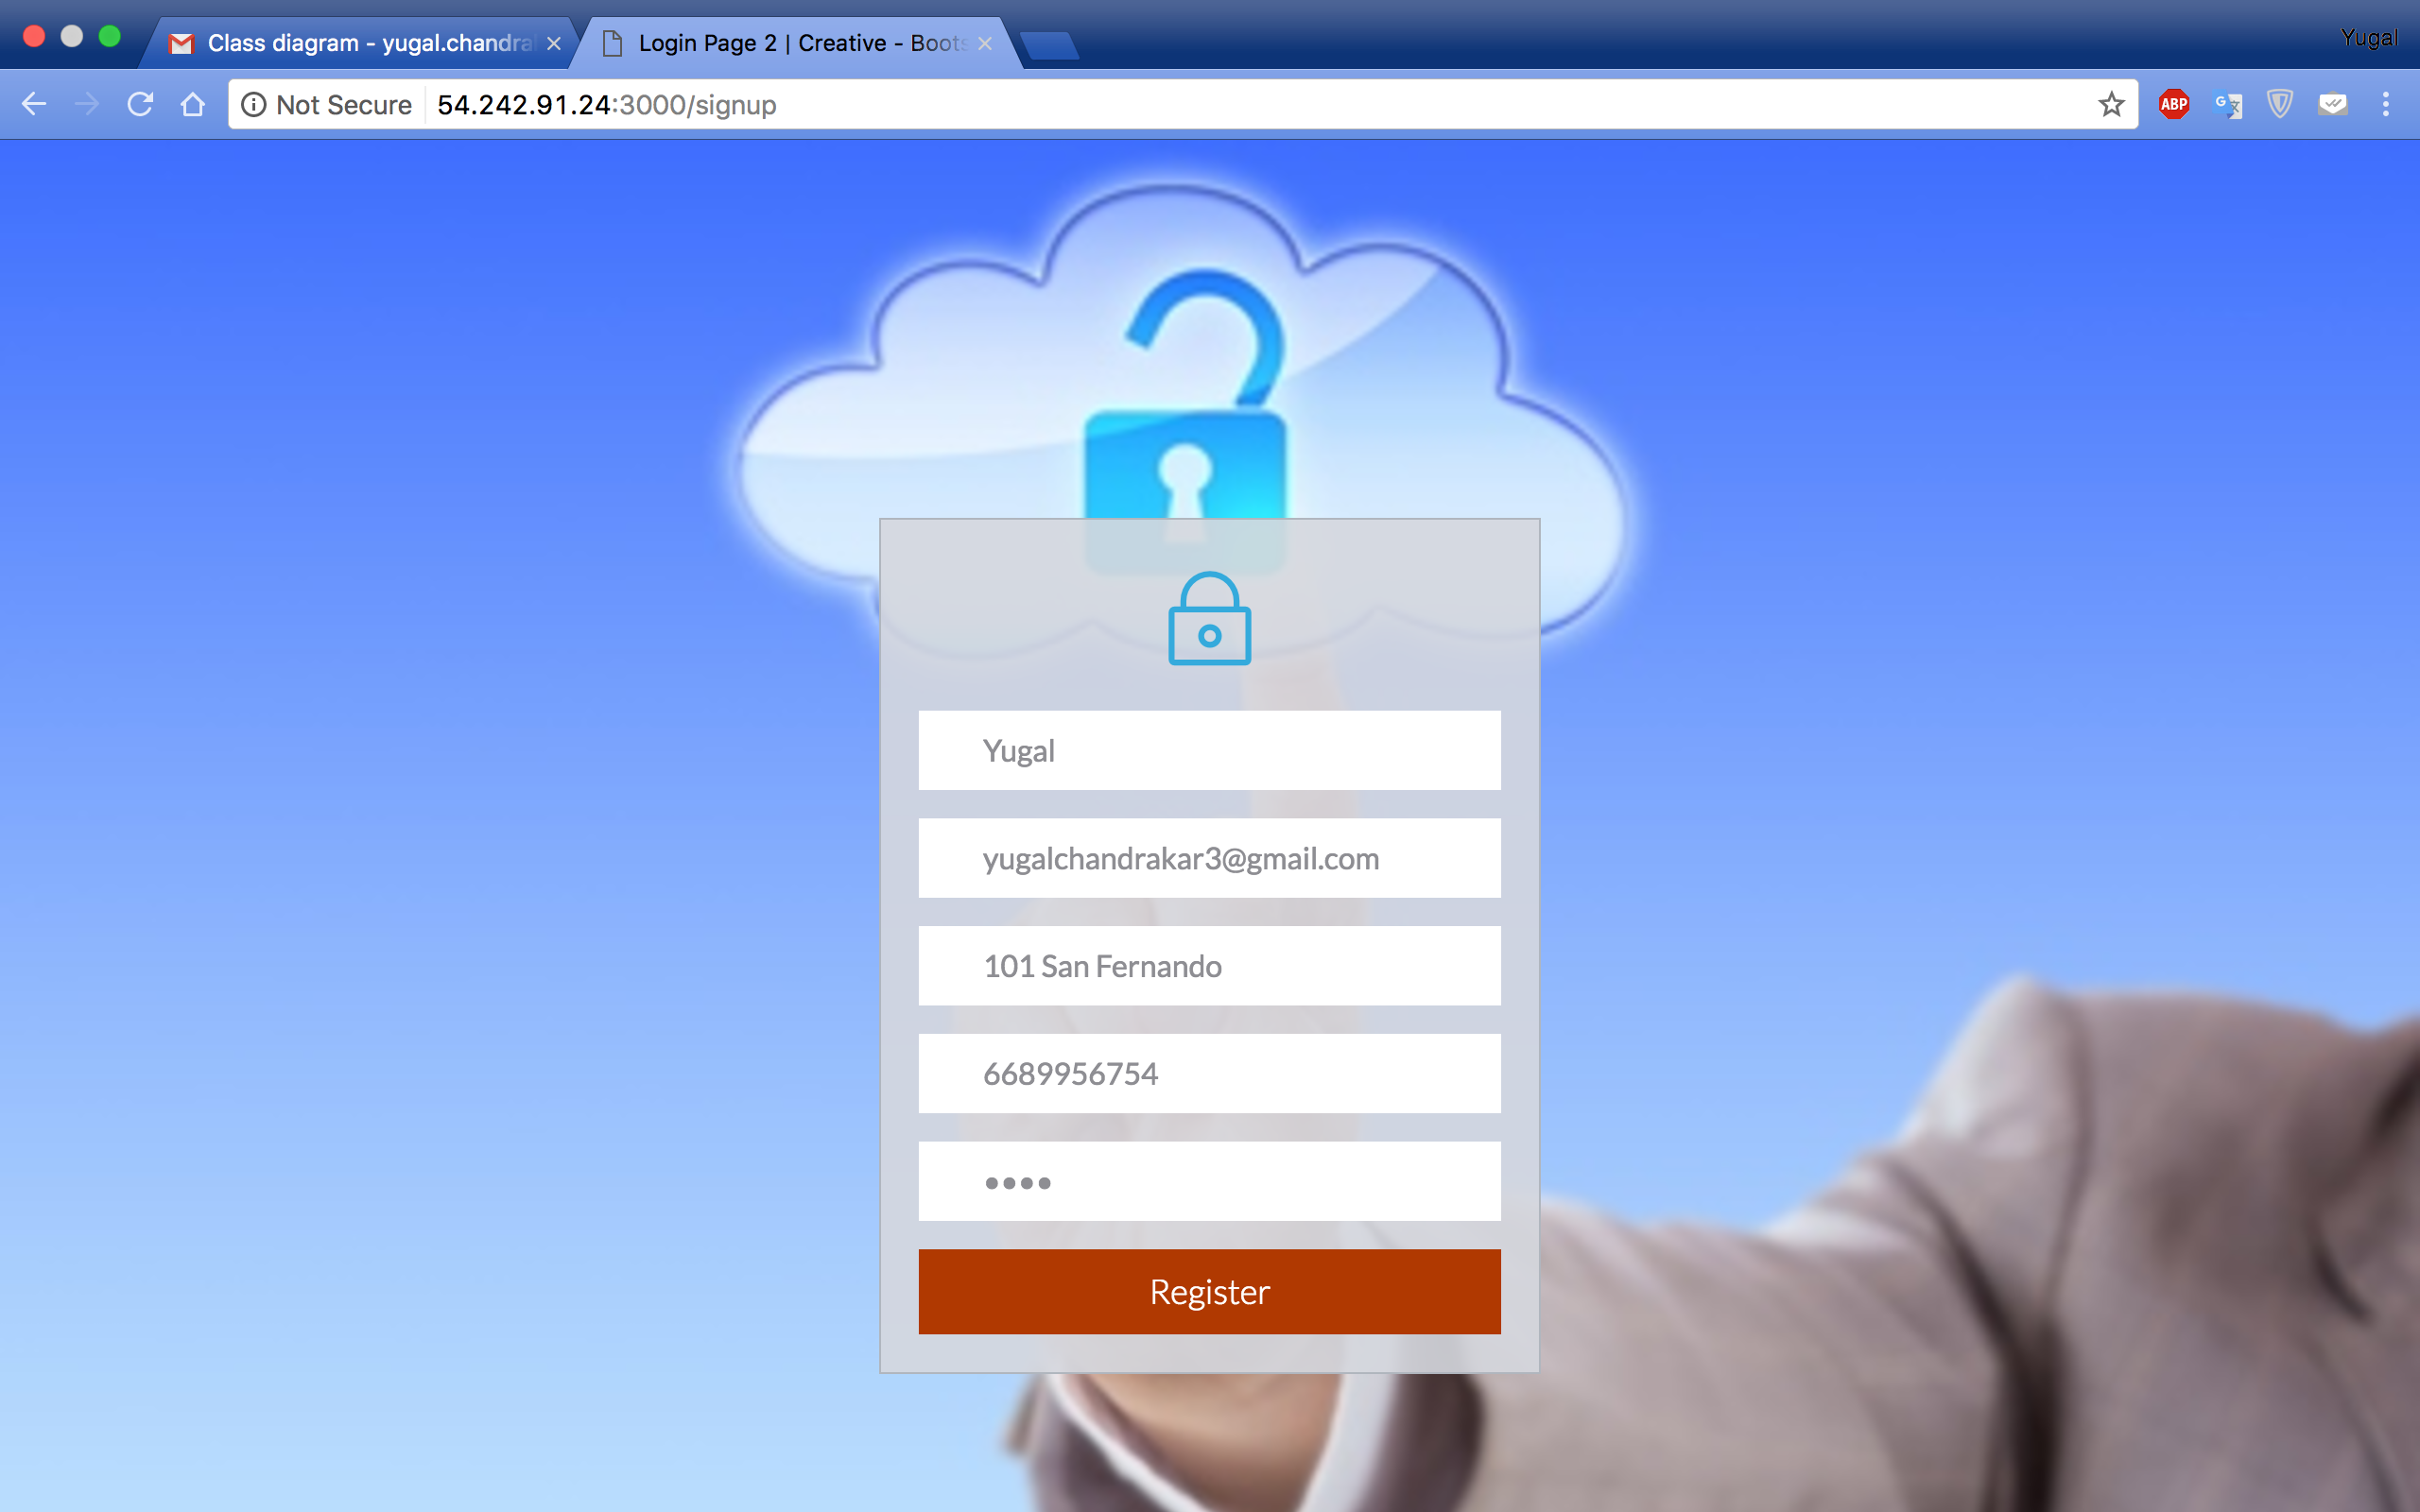 Class diagram - yugal.chandra
Login Page 2 | Creative - Boots
Yugal
Not Secure
54.242.91.24:3000/signup
ABP
G
Yugal
yugalchandrakar3@gmail.com
101 San Fernando
6689956754
••••
Register